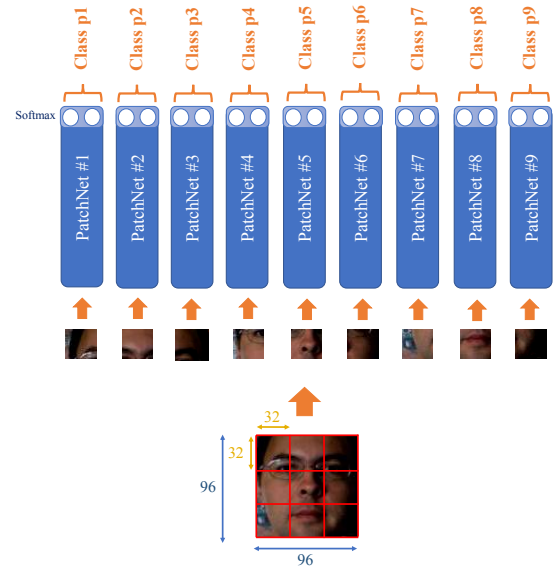 Class p1
Class p2
Class p3
Class p4
Class p5
Class p6
Class p7
Class p8
Class p9
Softmax
PatchNet #1
PatchNet #2
PatchNet #3
PatchNet #4
PatchNet #5
PatchNet #6
PatchNet #7
PatchNet #8
PatchNet #9
32
32
96
96